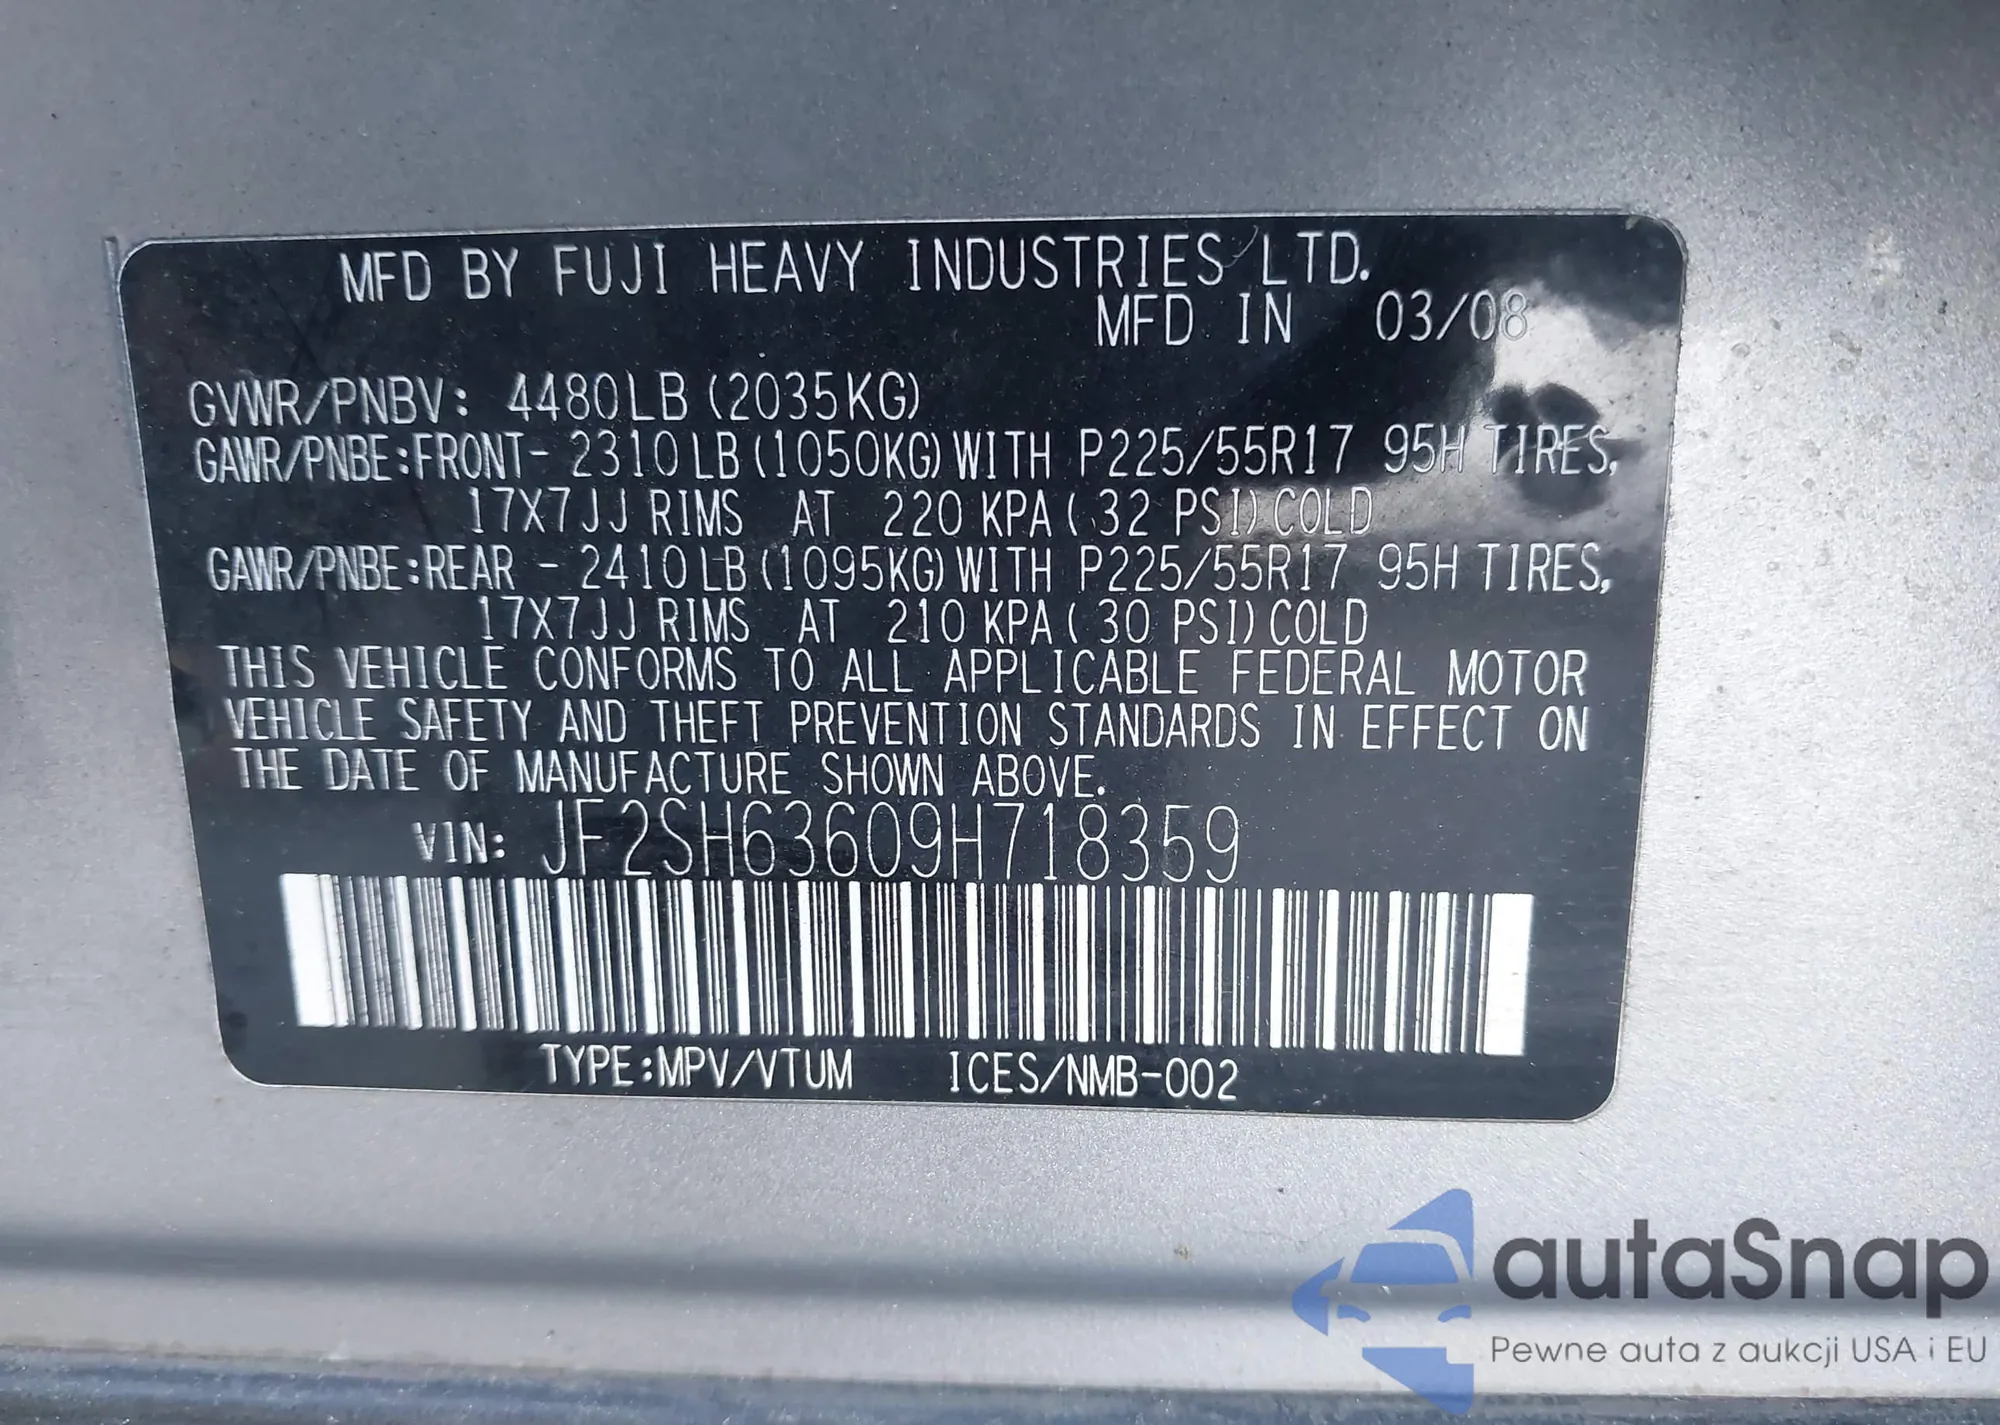 MFD BY FUJI HEAVY INDUSTRIES LTD.
MFD IN 03/08
GVWR/PNBV: 4480LB (2035KG)
GAWR/PNBE:FRONT- 2310LB(1050KG)WITH P225/55R17 95H TIRES,
17X7JJ RIMS AT 220 KPA( 32 PSI)COLD
GAWR/PNBE:REAR - 2410LB(1095KG)WITH P225/55R17 95H TIRES,
17X7JJ RIMS AT 210 KPA( 30 PSI)COLD
THIS VEHICLE CONFORMS TO ALL APPLICABLE FEDERAL MOTOR
VEHICLE SAFETY AND THEFT PREVENTION STANDARDS IN EFFECT ON
THE DATE OF MANUFACTURE SHOWN ABOVE.
VIN: JF2SH63609H718359
TYPE:MPV/VTUM ICES/NMB-002
autaSnap
Pewne auta z aukcji USA i EU